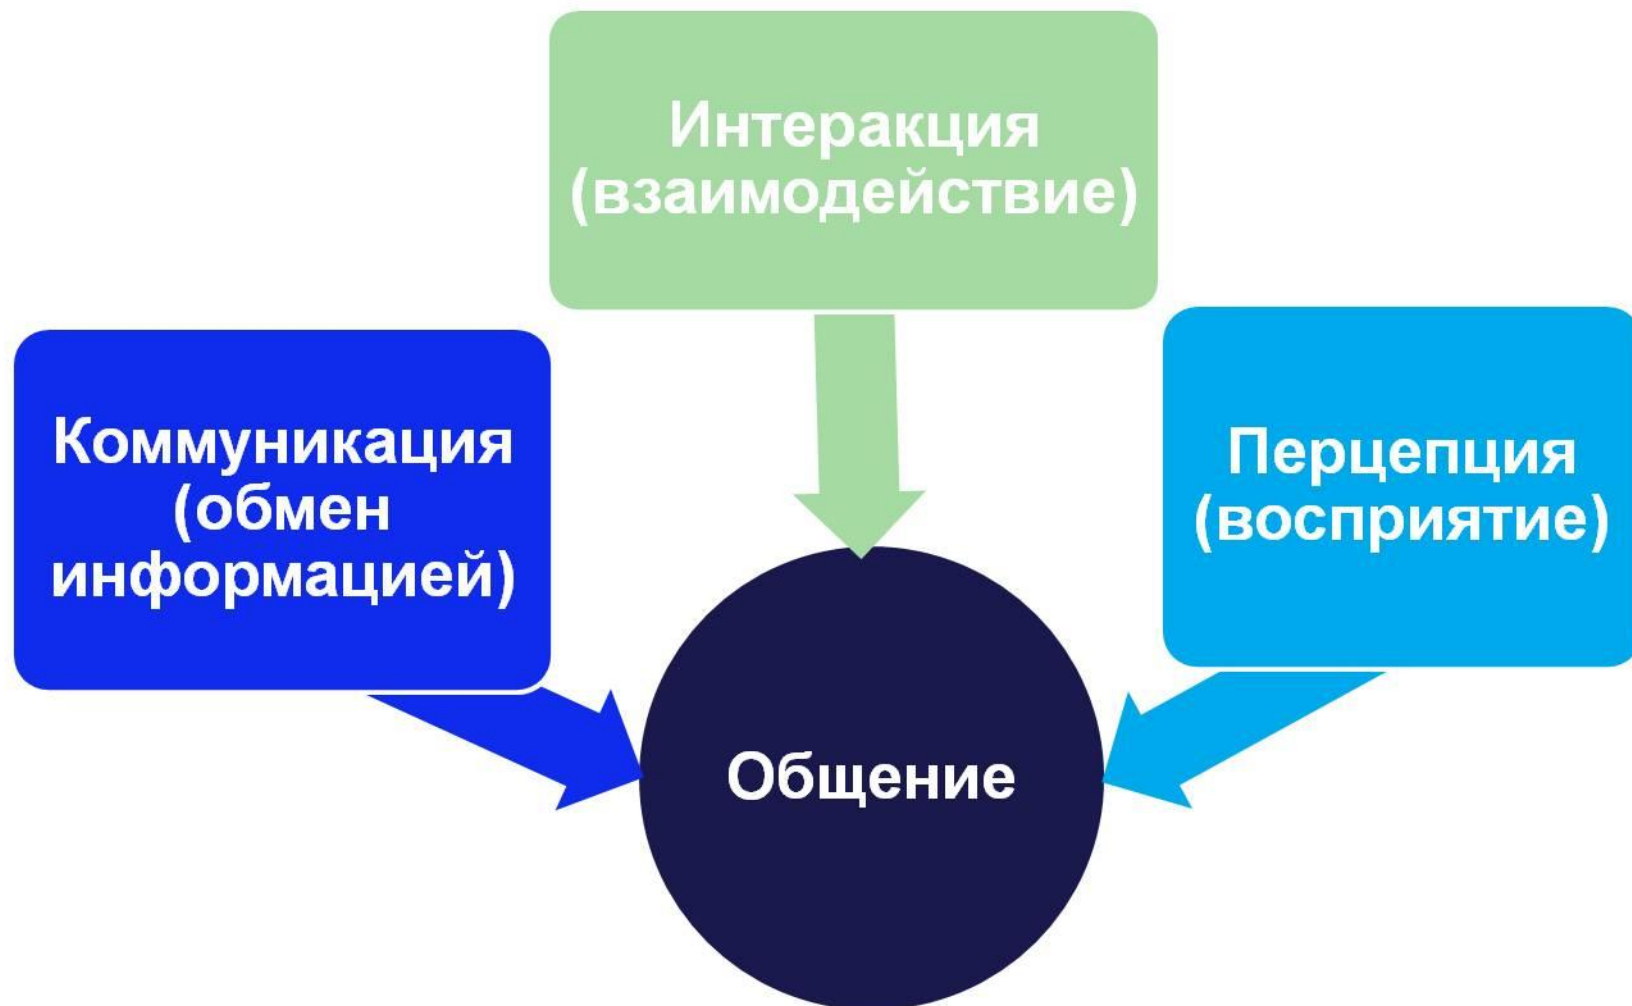 Интеракция
(взаимодействие)
Коммуникация
(обмен
информацией)
Перцепция
(восприятие)
Общение